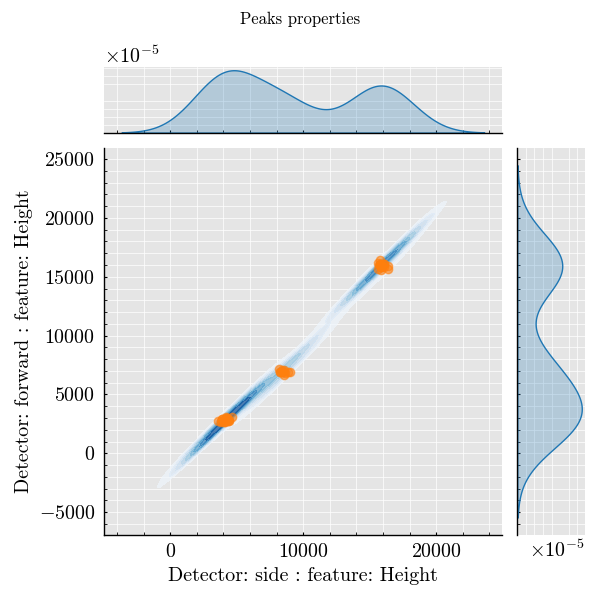 Peaks properties
×10⁻⁵
25000
20000
15000
10000
5000
0
−5000
Detector: forward : feature: Height
0 10000 20000
×10⁻⁵
Detector: side : feature: Height